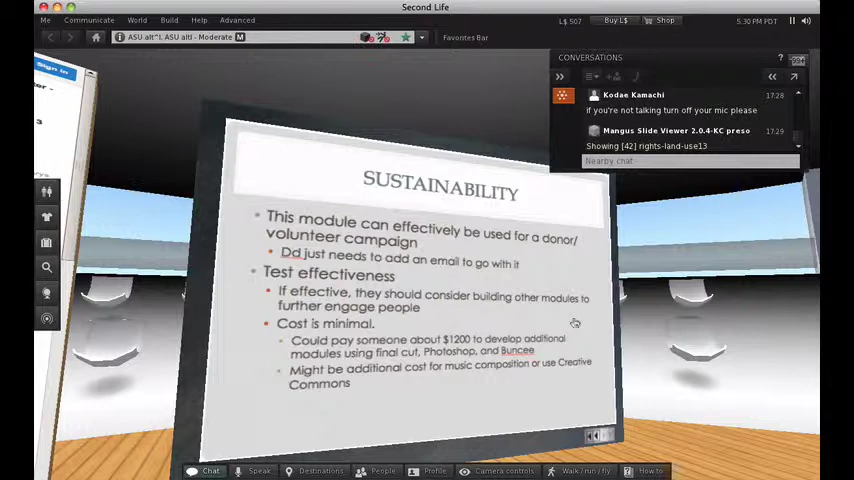 Second Life
Me Communicate World Build Help Advanced
L$ 507 Buy L$ Shop 5:30 PM PDT
ASU alt^I, ASU altI - Moderate M
Favorites Bar
Sign in
CONVERSATIONS
?
Kodae Kamachi 17:28
if you're not talking turn off your mic please
Mangus Slide Viewer 2.0.4-KC preso 17:29
Showing [42] rights-land-use13
Nearby chat
SUSTAINABILITY
This module can effectively be used for a donor/
volunteer campaign
Dd just needs to add an email to go with it
Test effectiveness
If effective, they should consider building other modules to
further engage people
Cost is minimal.
Could pay someone about $1200 to develop additional
modules using final cut, Photoshop, and Buncee
Might be additional cost for music composition or use Creative
Commons
Chat Speak Destinations People Profile Camera controls Walk / run / fly How to